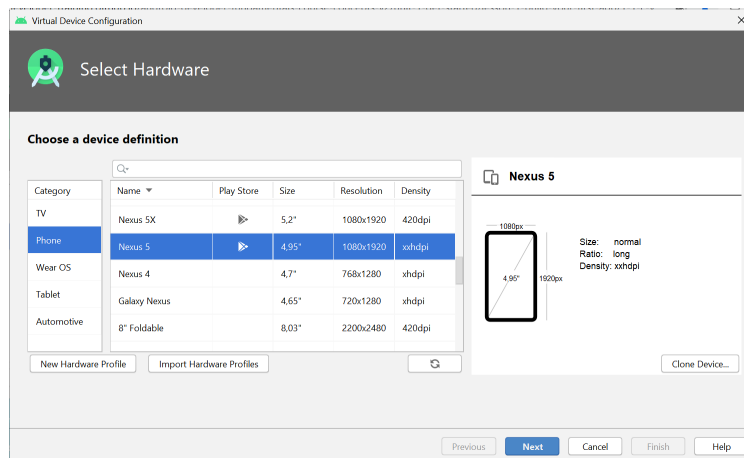 Virtual Device Configuration
Select Hardware
Choose a device definition
Category
TV
Phone
Wear OS
Tablet
Automotive
Name Play Store Size Resolution Density
Nexus 5X 5,2" 1080x1920 420dpi
Nexus 5 4,95" 1080x1920 xxhdpi
Nexus 4 4,7" 768x1280 xhdpi
Galaxy Nexus 4,65" 720x1280 xhdpi
8" Foldable 8,03" 2200x2480 420dpi
New Hardware Profile
Import Hardware Profiles
Nexus 5
1080px
4,95"
1920px
Size: normal
Ratio: long
Density: xxhdpi
Clone Device...
Previous
Next
Cancel
Finish
Help